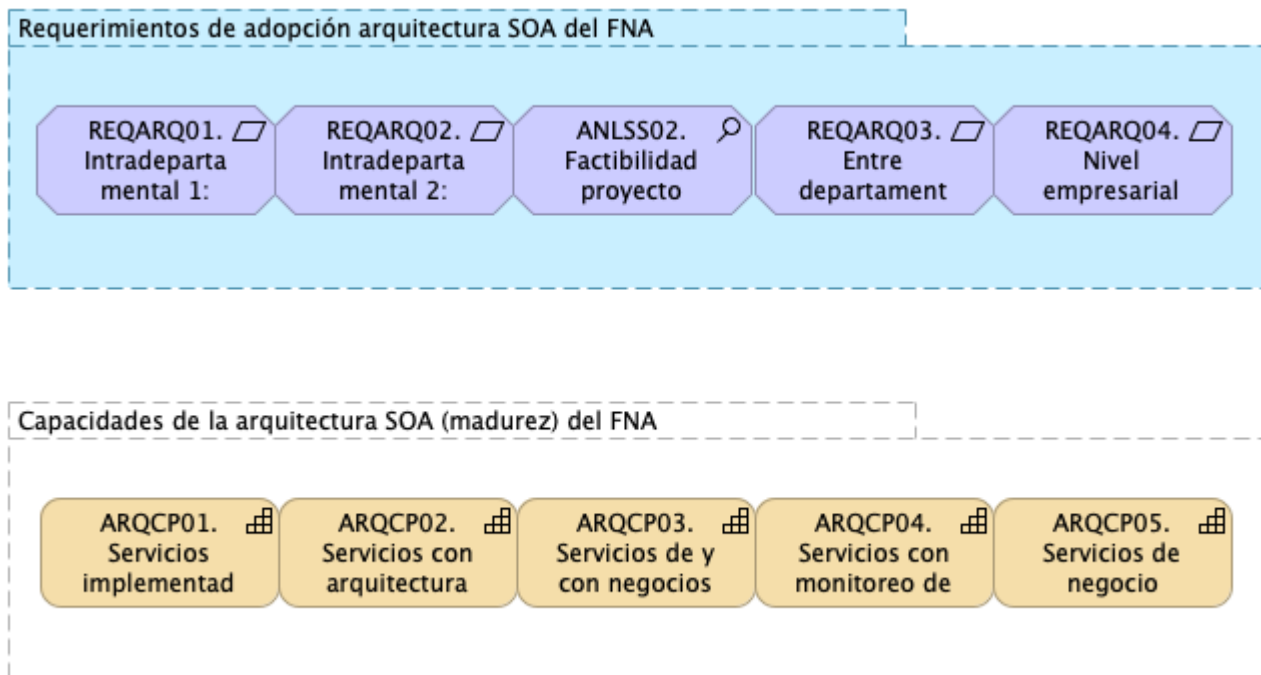 Requerimientos de adopción arquitectura SOA del FNA
REQARQ01.
Intradeparta
mental 1:
REQARQ02.
Intradeparta
mental 2:
ANLSS02.
Factibilidad
proyecto
REQARQ03.
Entre
departament
REQARQ04.
Nivel
empresarial
Capacidades de la arquitectura SOA (madurez) del FNA
ARQCP01.
Servicios
implementad
ARQCP02.
Servicios con
arquitectura
ARQCP03.
Servicios de y
con negocios
ARQCP04.
Servicios con
monitoreo de
ARQCP05.
Servicios de
negocio